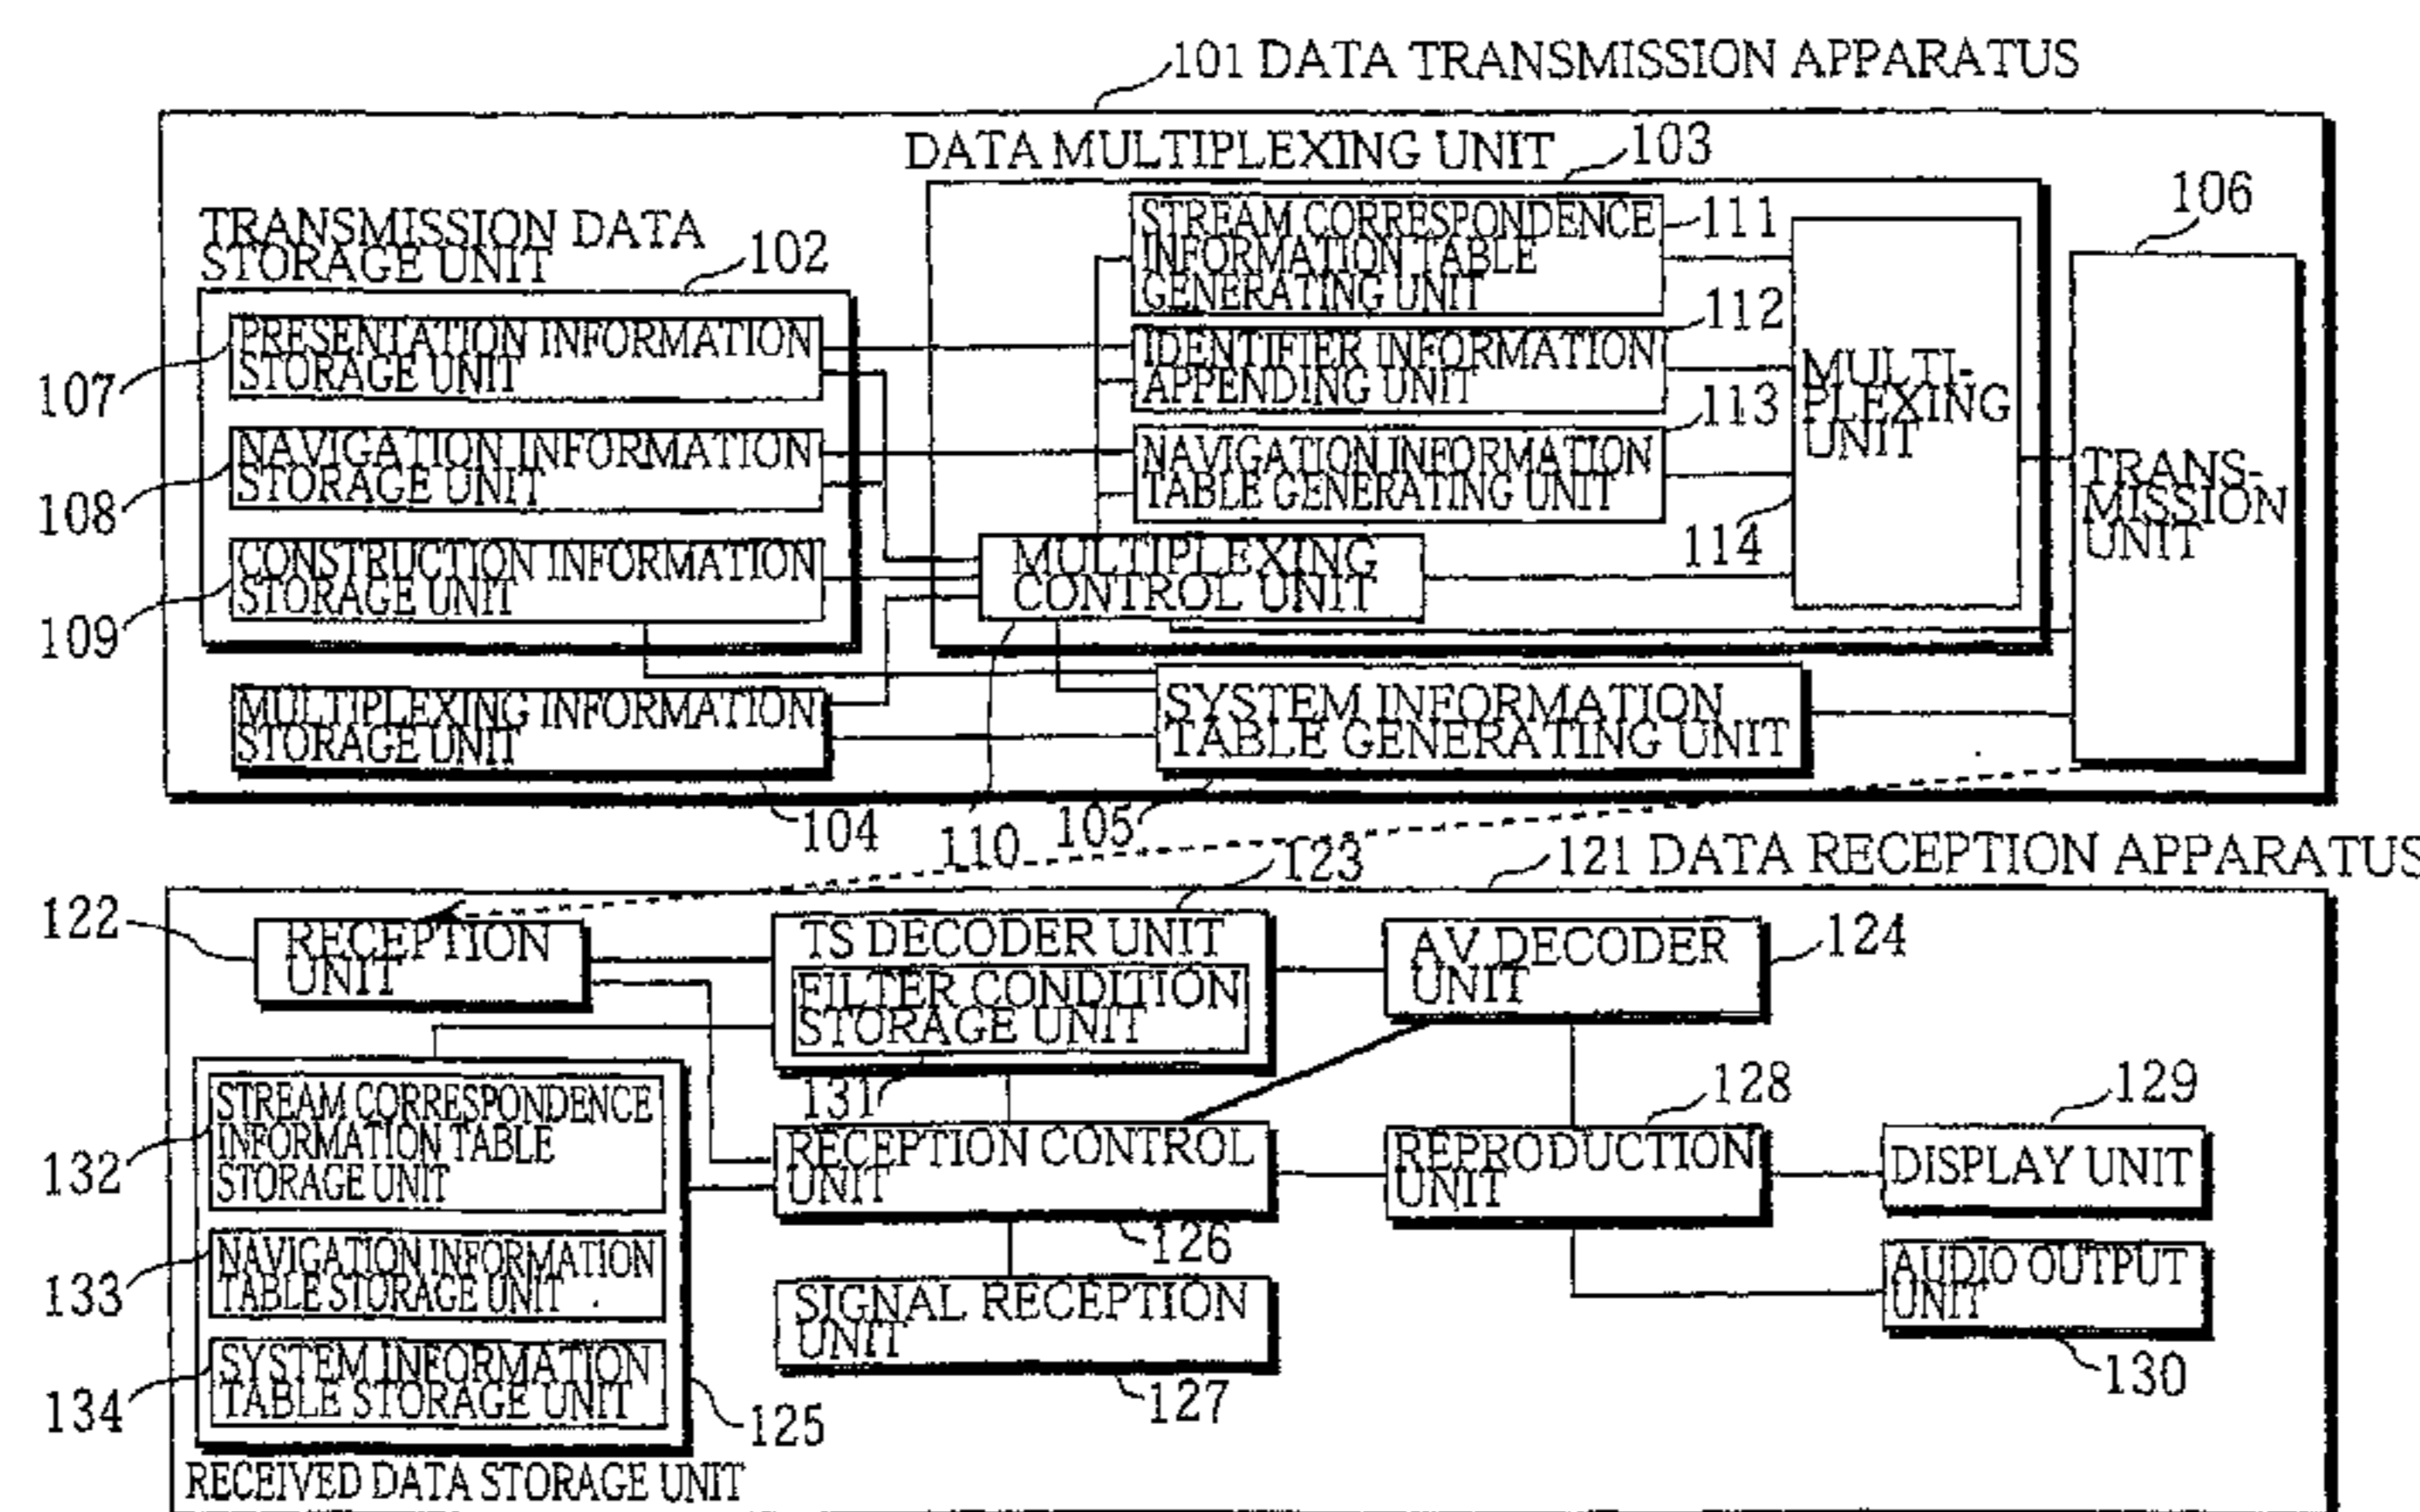 101 DATA TRANSMISSION APPARATUS
DATA MULTIPLEXING UNIT
103
106
TRANSMISSION DATA
STORAGE UNIT
102
STREAM CORRESPONDENCE
INFORMATION TABLE
GENERATING UNIT
111
PRESENTATION INFORMATION
STORAGE UNIT
107
IDENTIFIER INFORMATION
APPENDING UNIT
112
MULTI-
PLEXING
UNIT
NAVIGATION INFORMATION
STORAGE UNIT
108
NAVIGATION INFORMATION
TABLE GENERATING UNIT
113
114
TRANS-
MISSION
UNIT
CONSTRUCTION INFORMATION
STORAGE UNIT
109
MULTIPLEXING
CONTROL UNIT
MULTIPLEXING INFORMATION
STORAGE UNIT
SYSTEM INFORMATION
TABLE GENERATING UNIT
104
110
105
123
121 DATA RECEPTION APPARATUS
122
RECEPTION
UNIT
TS DECODER UNIT
FILTER CONDITION
STORAGE UNIT
131
AV DECODER
UNIT
124
STREAM CORRESPONDENCE
INFORMATION TABLE
STORAGE UNIT
132
RECEPTION CONTROL
UNIT
126
REPRODUCTION
UNIT
128
DISPLAY UNIT
129
NAVIGATION INFORMATION
TABLE STORAGE UNIT
133
SIGNAL RECEPTION
UNIT
127
AUDIO OUTPUT
UNIT
130
SYSTEM INFORMATION
TABLE STORAGE UNIT
134
125
RECEIVED DATA STORAGE UNIT